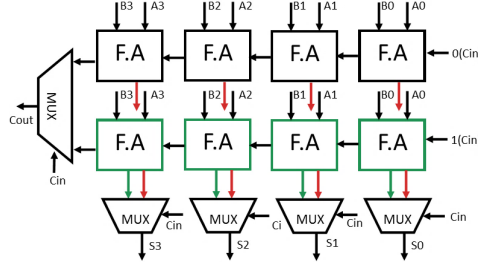 B3 A3 B2 A2 B1 A1 B0 A0
F.A F.A F.A F.A 0(Cin
B3 A3 B2 A2 B1 A1 B0 A0
MUX
Cout
F.A F.A F.A F.A 1(Cin
Cin
MUX Cin MUX Ci MUX Cin MUX Cin
S3 S2 S1 S0